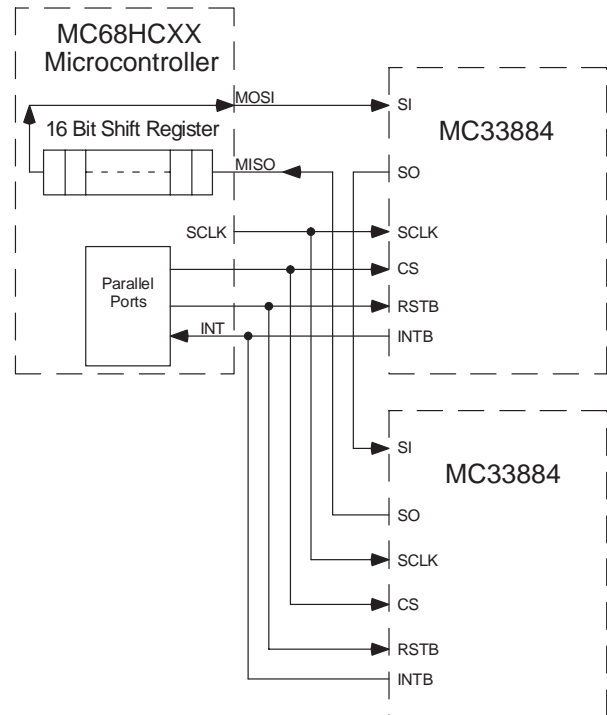 MC68HCXX
Microcontroller
16 Bit Shift Register
MOSI
MISO
SCLK
Parallel
Ports
INT
MC33884
SI
SO
SCLK
CS
RSTB
INTB
MC33884
SI
SO
SCLK
CS
RSTB
INTB